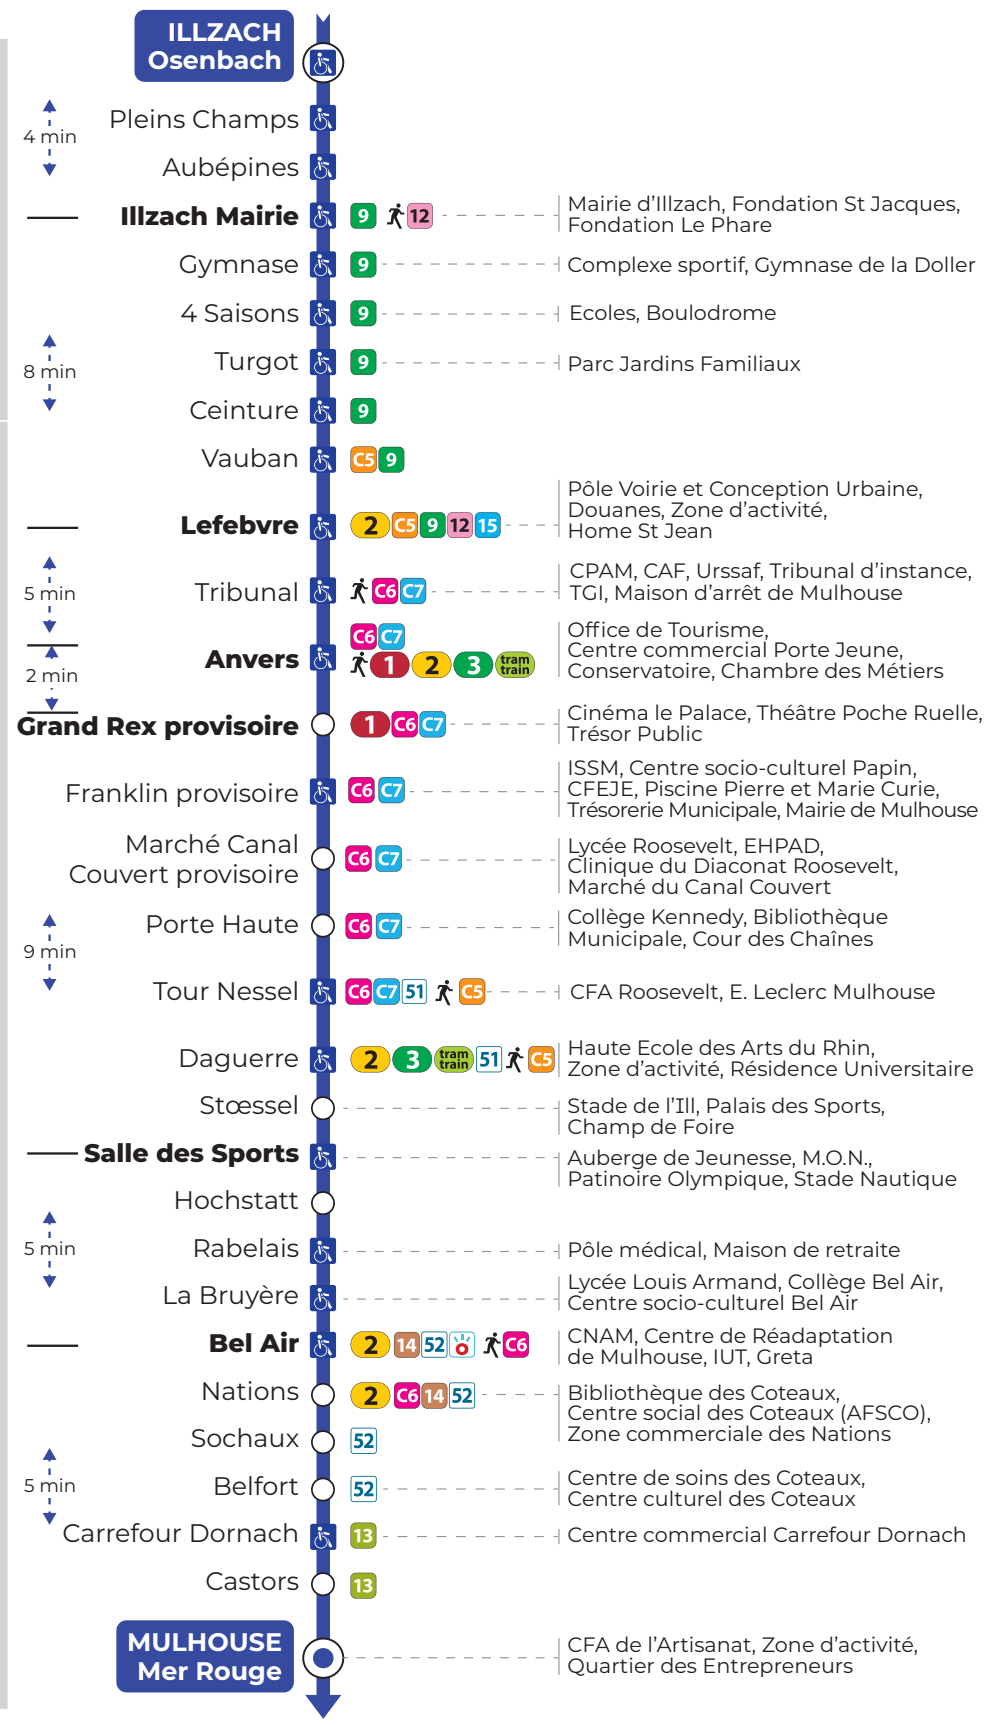 ILLZACH
Osenbach
Pleins Champs
4 min
Aubépines
Illzach Mairie 9 12
Mairie d'Illzach, Fondation St Jacques,
Fondation Le Phare
Gymnase 9 Complexe sportif, Gymnase de la Doller
4 Saisons 9 Ecoles, Boulodrome
Turgot 9 Parc Jardins Familiaux
8 min
Ceinture 9
Vauban C5 9
Lefebvre 2 C5 9 12 15
Pôle Voirie et Conception Urbaine,
Douanes, Zone d'activité,
Home St Jean
5 min
Tribunal C6 C7
CPAM, CAF, Urssaf, Tribunal d'instance,
TGI, Maison d'arrêt de Mulhouse
Anvers
C6 C7
1 2 3 tram
train
Office de Tourisme,
Centre commercial Porte Jeune,
Conservatoire, Chambre des Métiers
2 min
Grand Rex provisoire 1 C6 C7
Cinéma le Palace, Théâtre Poche Ruelle,
Trésor Public
Franklin provisoire C6 C7
ISSM, Centre socio-culturel Papin,
CFEJE, Piscine Pierre et Marie Curie,
Trésorerie Municipale, Mairie de Mulhouse
Marché Canal
Couvert provisoire
C6 C7
Lycée Roosevelt, EHPAD,
Clinique du Diaconat Roosevelt,
Marché du Canal Couvert
Porte Haute C6 C7
Collège Kennedy, Bibliothèque
Municipale, Cour des Chaînes
9 min
Tour Nessel C6 C7 51 C5 CFA Roosevelt, E. Leclerc Mulhouse
Daguerre 2 3 tram
train
51 C5
Haute Ecole des Arts du Rhin,
Zone d'activité, Résidence Universitaire
Stœssel
Stade de l'Ill, Palais des Sports,
Champ de Foire
Salle des Sports
Auberge de Jeunesse, M.O.N.,
Patinoire Olympique, Stade Nautique
Hochstatt
5 min
Rabelais Pôle médical, Maison de retraite
La Bruyère
Lycée Louis Armand, Collège Bel Air,
Centre socio-culturel Bel Air
Bel Air 2 14 52 C6
CNAM, Centre de Réadaptation
de Mulhouse, IUT, Greta
Nations 2 C6 14 52
Bibliothèque des Coteaux,
Centre social des Coteaux (AFSCO),
Zone commerciale des Nations
Sochaux 52
5 min
Belfort 52
Centre de soins des Coteaux,
Centre culturel des Coteaux
Carrefour Dornach 13 Centre commercial Carrefour Dornach
Castors 13
MULHOUSE
Mer Rouge
CFA de l'Artisanat, Zone d'activité,
Quartier des Entrepreneurs